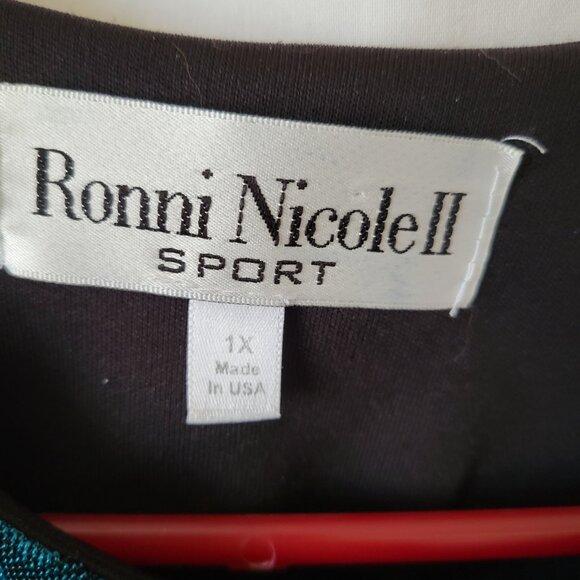 Ronni Nicole II
SPORT
1X
Made
In USA